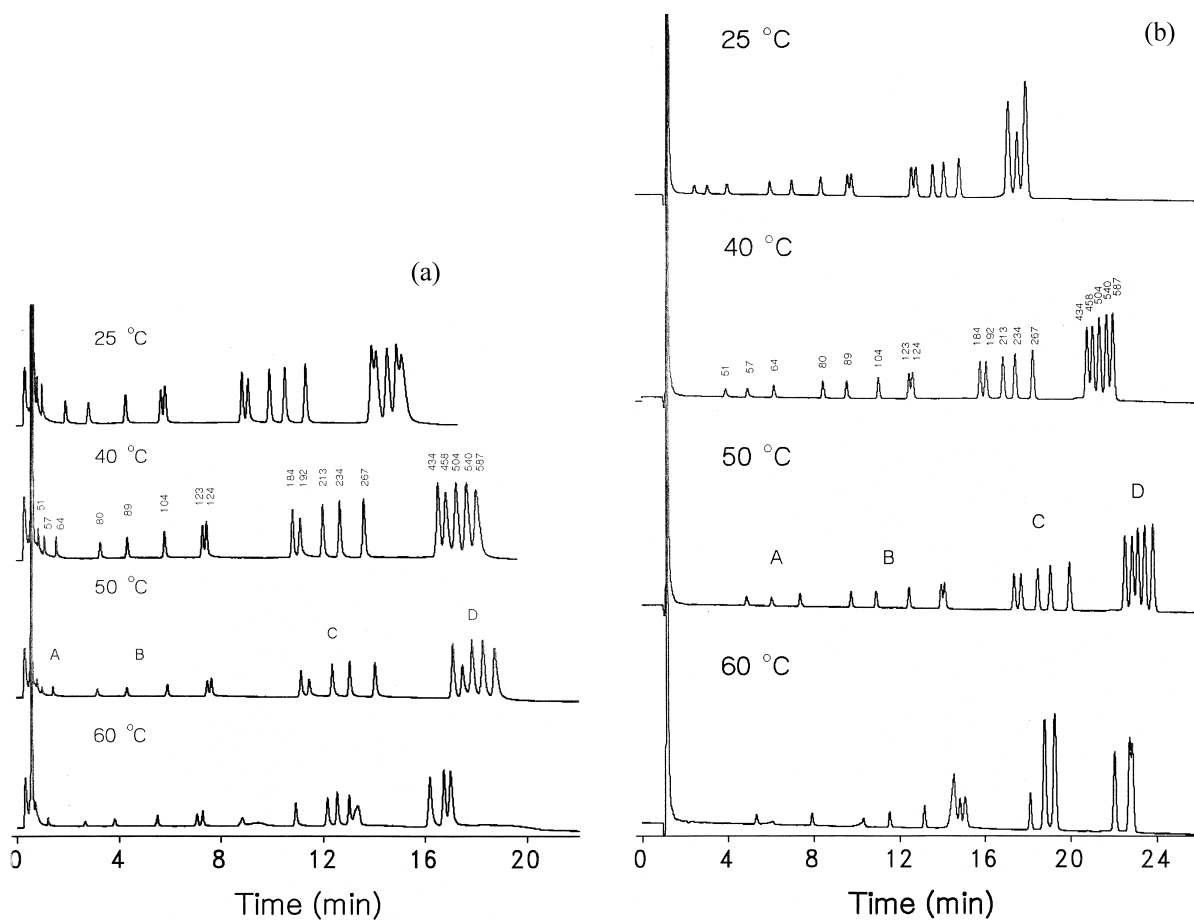 (a)
25 °C
40 °C
51
57
64
80
89
104
123
124
184
192
213
234
267
434
458
504
540
587
50 °C
A
B
C
D
60 °C
0 4 8 12 16 20
Time (min)
(b)
25 °C
40 °C
51
57
64
80
89
104
123
124
184
192
213
234
267
434
458
504
540
587
50 °C
A
B
C
D
60 °C
0 4 8 12 16 20 24
Time (min)